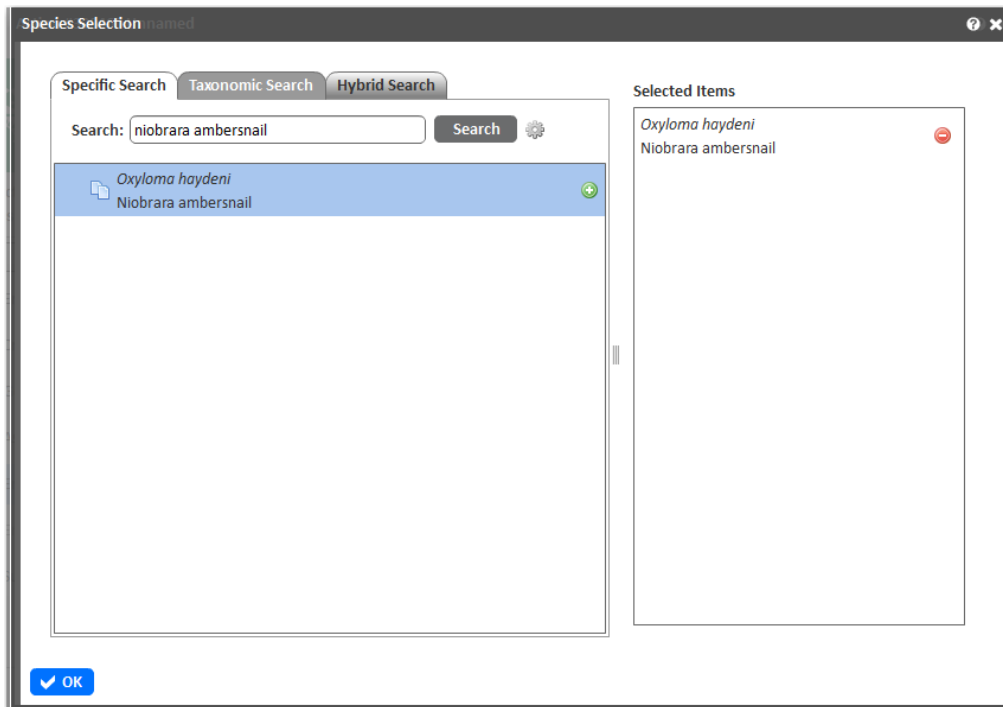 Species Selection nnamed
Specific Search Taxonomic Search Hybrid Search
Search: niobrara ambersnail Search
Oxyloma haydeni
Niobrara ambersnail
Selected Items
Oxyloma haydeni
Niobrara ambersnail
OK